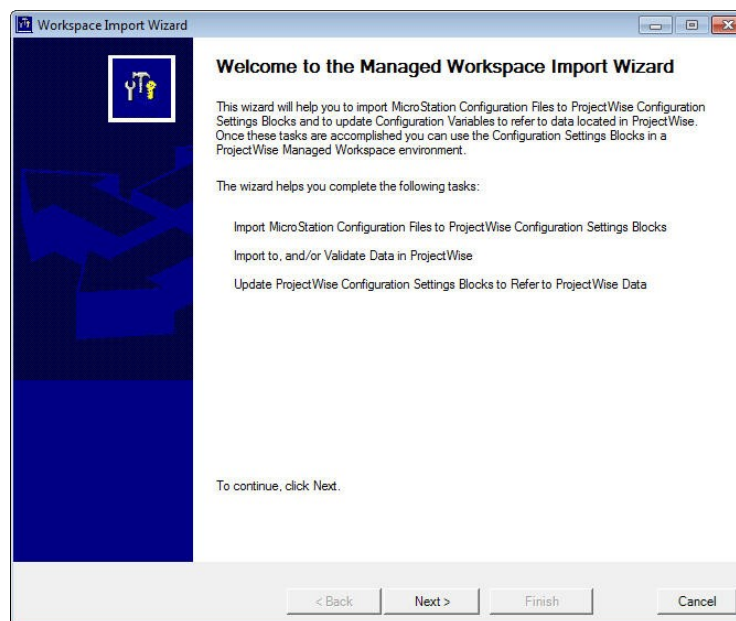 Workspace Import Wizard
Welcome to the Managed Workspace Import Wizard
This wizard will help you to import MicroStation Configuration Files to ProjectWise Configuration
Settings Blocks and to update Configuration Variables to refer to data located in ProjectWise.
Once these tasks are accomplished you can use the Configuration Settings Blocks in a
ProjectWise Managed Workspace environment.
The wizard helps you complete the following tasks:
Import MicroStation Configuration Files to ProjectWise Configuration Settings Blocks
Import to, and/or Validate Data in ProjectWise
Update ProjectWise Configuration Settings Blocks to Refer to ProjectWise Data
To continue, click Next.
< Back Next > Finish Cancel